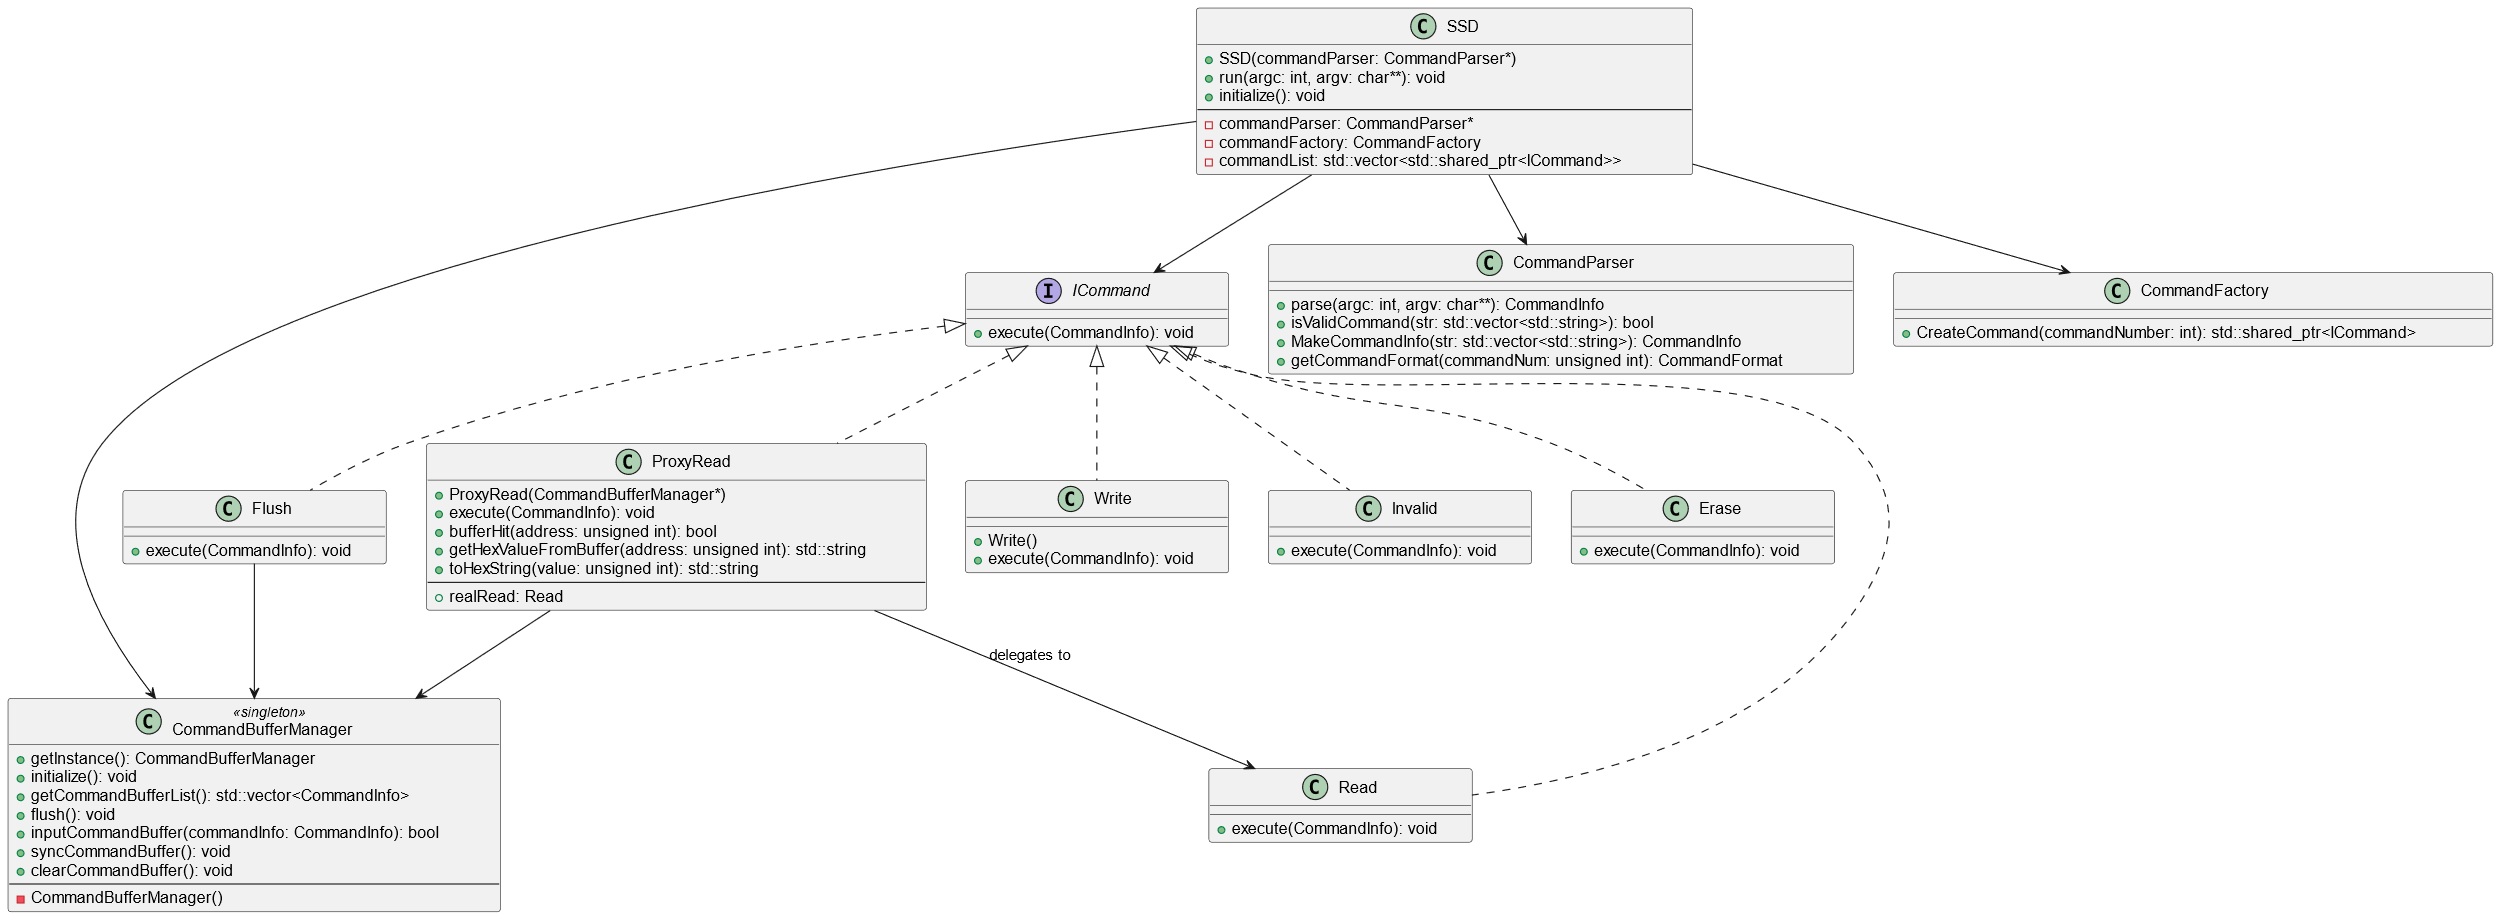 C SSD
+ SSD(commandParser: CommandParser*)
run(argc: int, argv: char**): void
initialize(): void
commandParser: CommandParser*
commandFactory: CommandFactory
commandList: std::vector<std::shared_ptr<ICommand>>
I ICommand
execute(CommandInfo): void
C CommandParser
parse(argc: int, argv: char**): CommandInfo
isValidCommand(str: std::vector<std::string>): bool
MakeCommandInfo(str: std::vector<std::string>): CommandInfo
getCommandFormat(commandNum: unsigned int): CommandFormat
C CommandFactory
CreateCommand(commandNumber: int): std::shared_ptr<ICommand>
C Flush
execute(CommandInfo): void
C ProxyRead
ProxyRead(CommandBufferManager*)
execute(CommandInfo): void
bufferHit(address: unsigned int): bool
getHexValueFromBuffer(address: unsigned int): std::string
toHexString(value: unsigned int): std::string
realRead: Read
C Write
Write()
execute(CommandInfo): void
C Invalid
execute(CommandInfo): void
C Erase
execute(CommandInfo): void
delegates to
C «singleton»
CommandBufferManager
getInstance(): CommandBufferManager
initialize(): void
getCommandBufferList(): std::vector<CommandInfo>
flush(): void
inputCommandBuffer(commandInfo: CommandInfo): bool
syncCommandBuffer(): void
clearCommandBuffer(): void
CommandBufferManager()
C Read
execute(CommandInfo): void